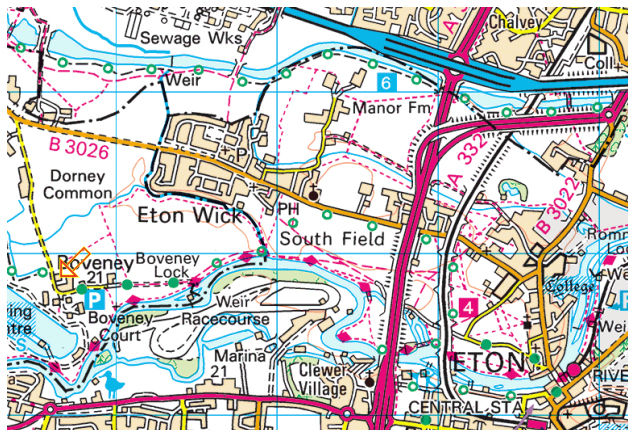 Sewage Wks
Chalvey
A
Coll
Weir
6
Manor Fm
B 3026
P
A 332
Dorney
Common
B 3022
Eton Wick
PH
South Field
Boveney
21
Boveney
Lock
College
P
Weir
Racecourse
4
Boveney
Court
Marina
21
ETON
Clewer
Village
CENTRAL STA